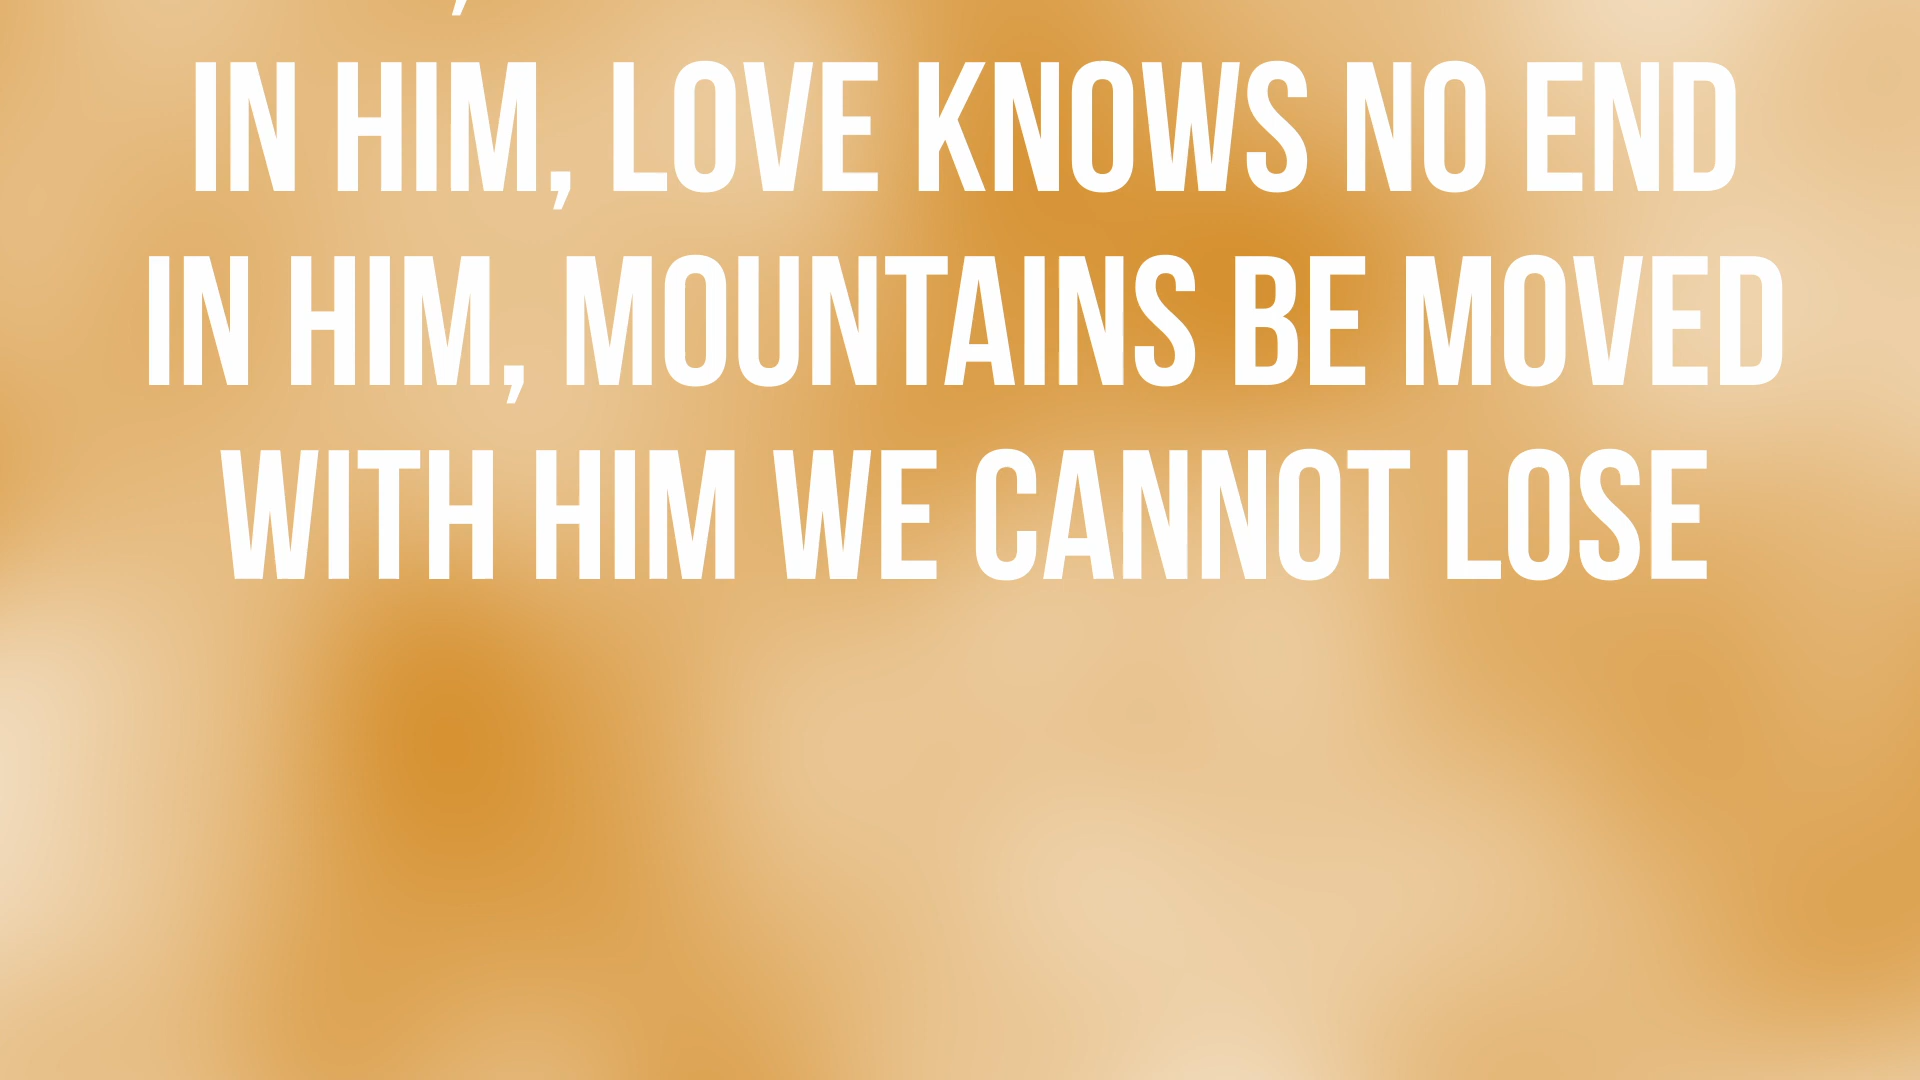 IN HIM, LOVE KNOWS NO END
IN HIM, MOUNTAINS BE MOVED
WITH HIM WE CANNOT LOSE